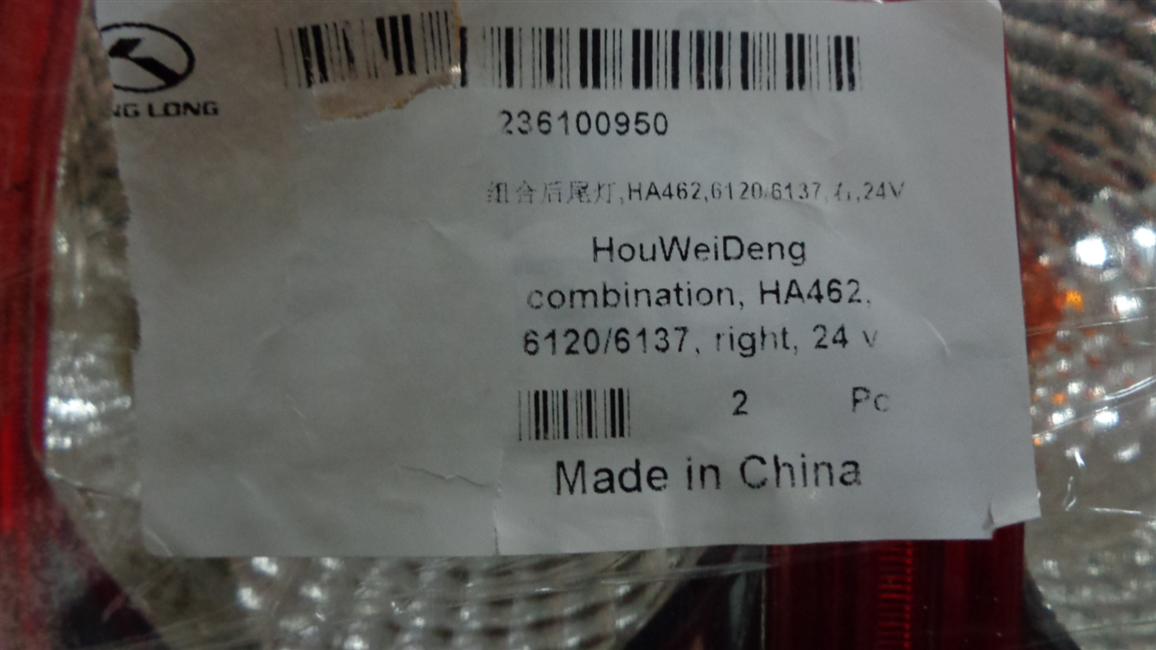 NG LONG
236100950
组合后尾灯,HA462,6120/6137,右,24V
HouWeiDeng
combination, HA462,
6120/6137, right, 24 v
2 Pc
Made in China